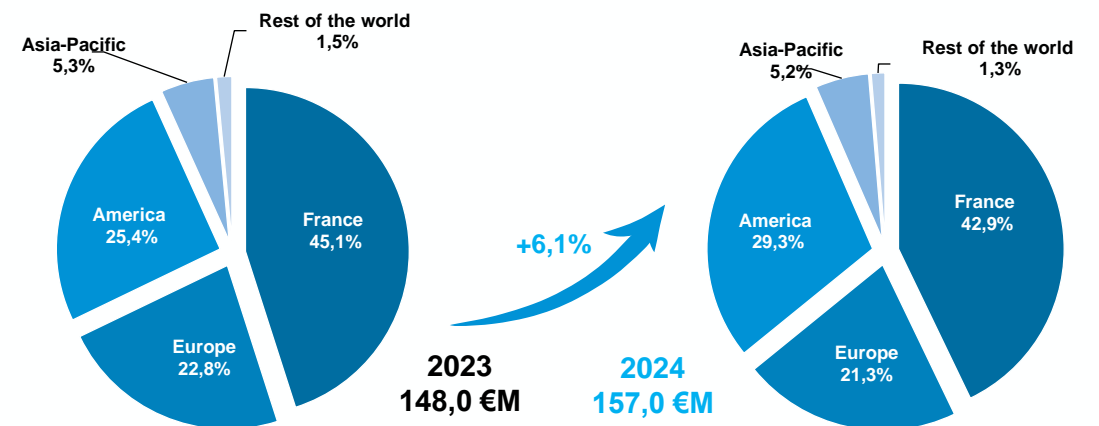 Rest of the world
1,5%
Asia-Pacific
5,3%
America
25,4%
France
45,1%
Europe
22,8%
+6,1%
2023
148,0 €M
2024
157,0 €M
Asia-Pacific
5,2%
Rest of the world
1,3%
America
29,3%
France
42,9%
Europe
21,3%